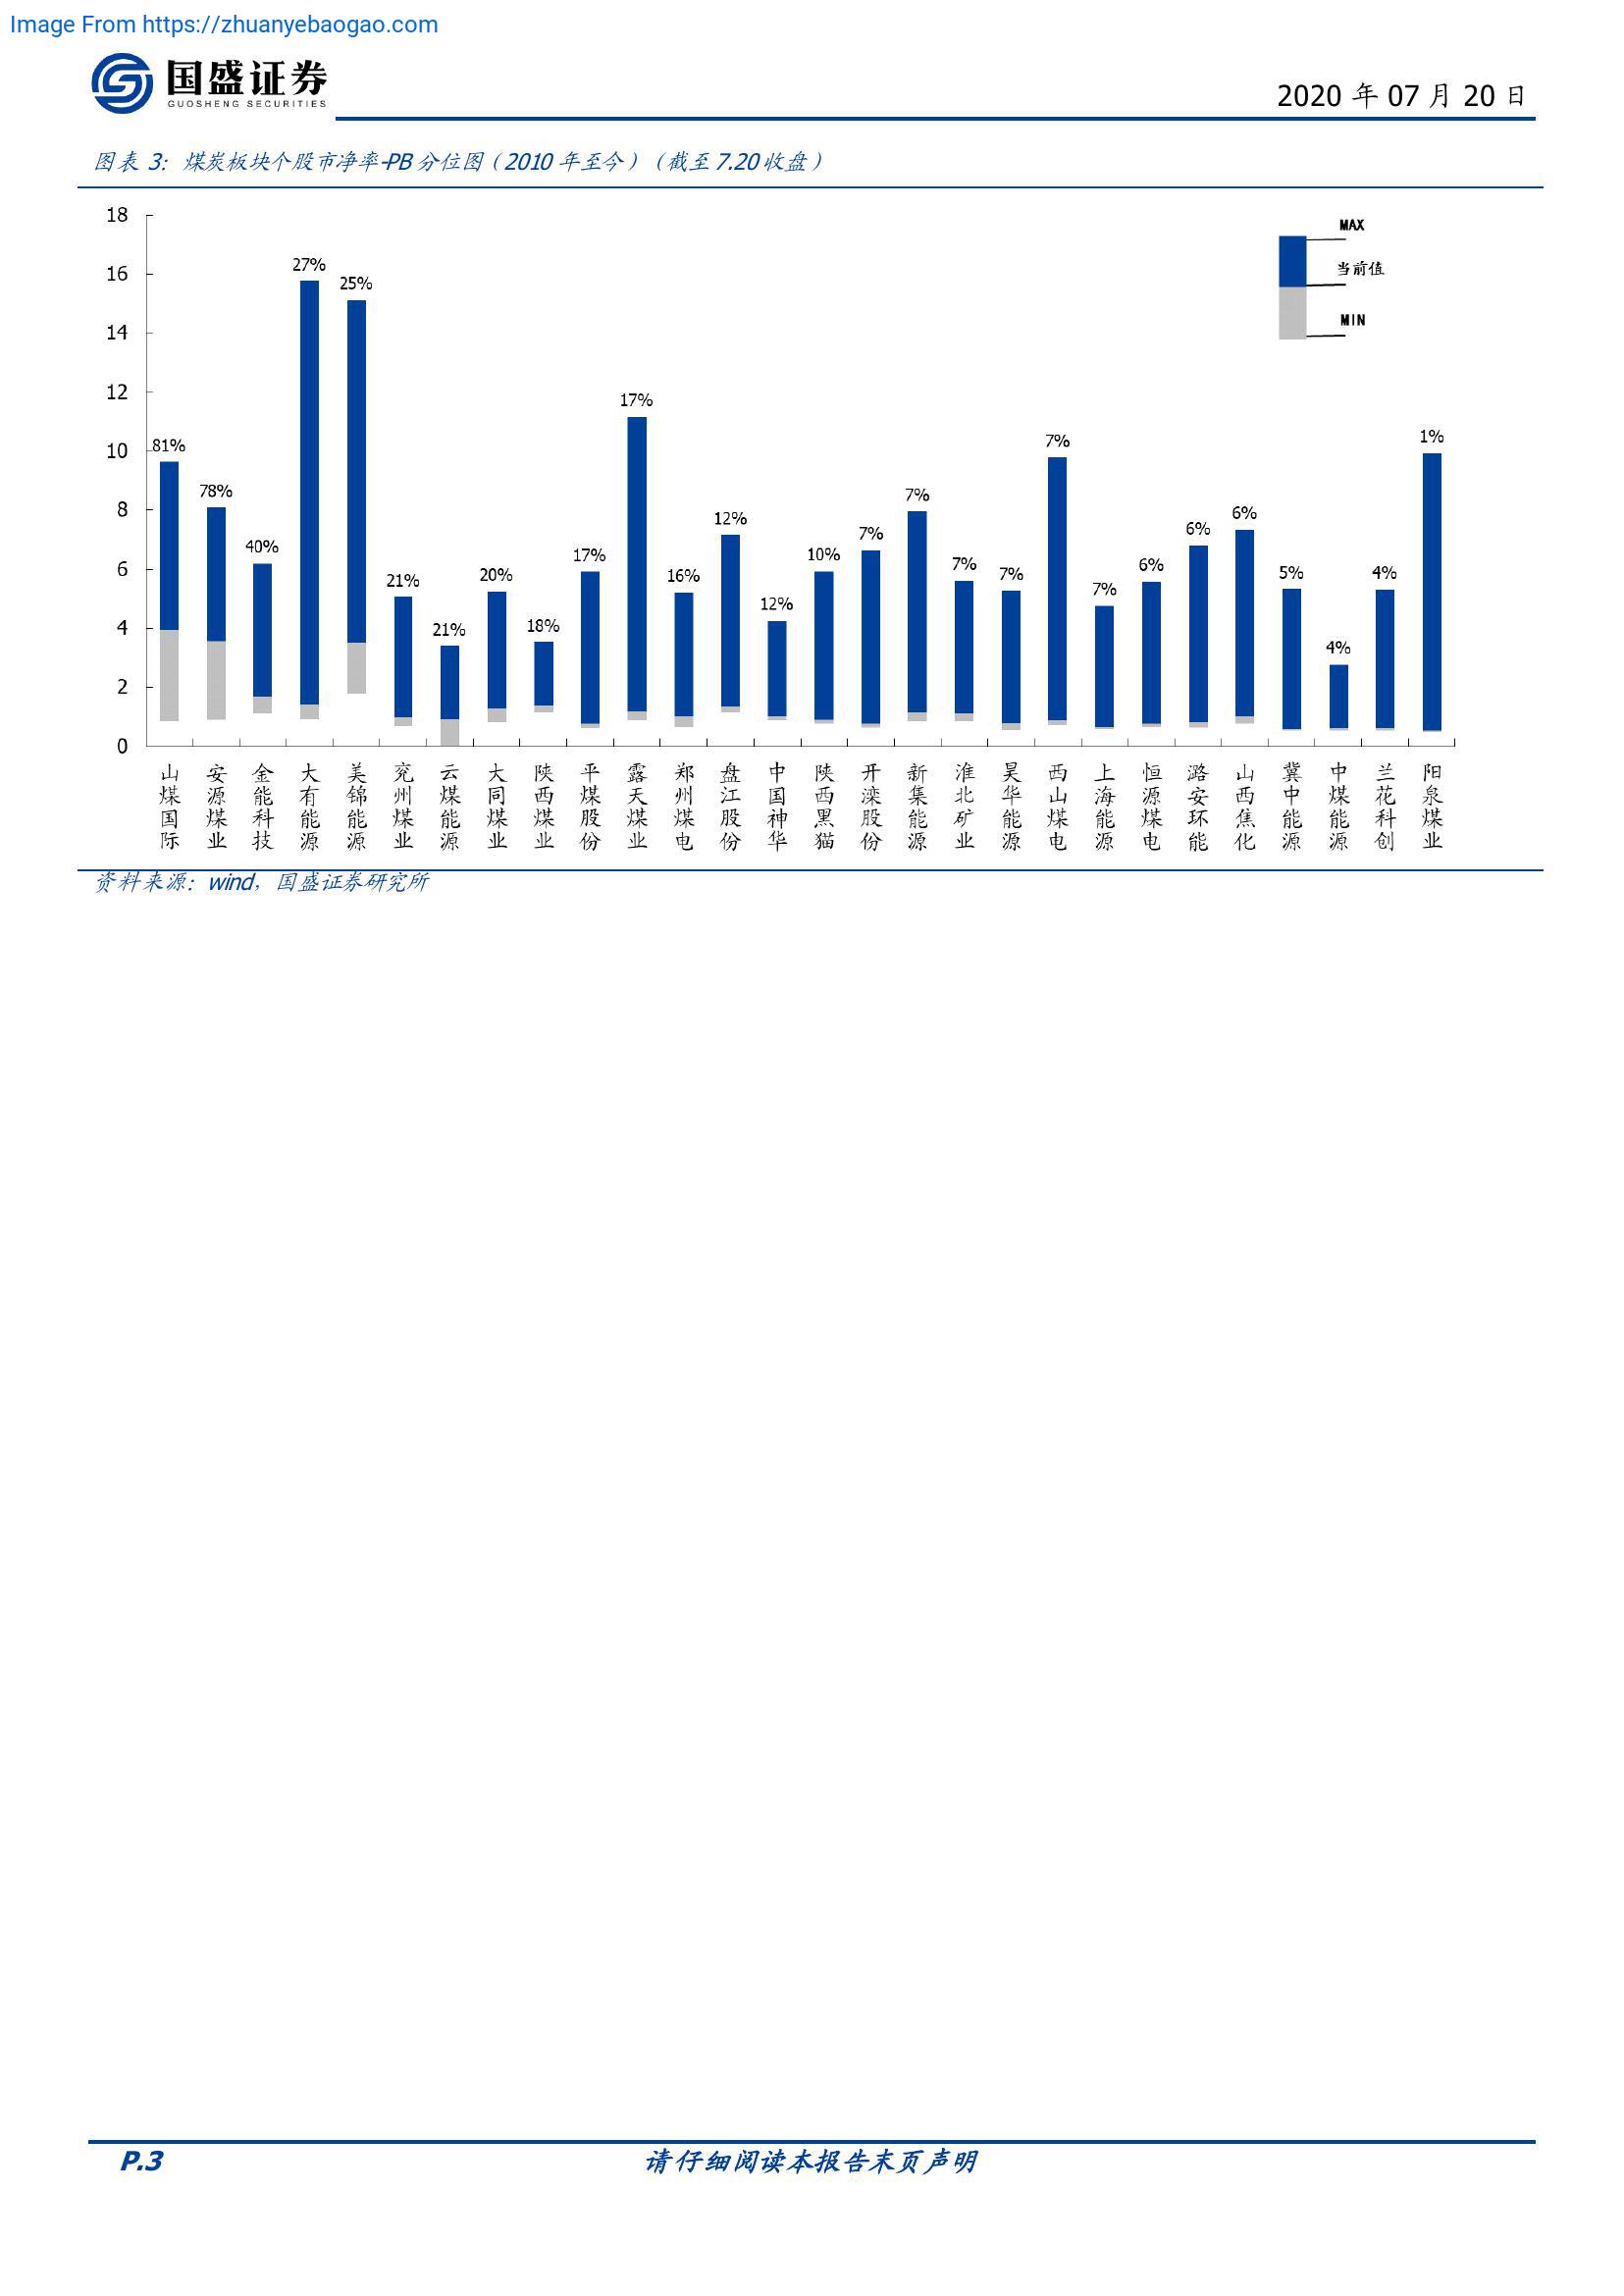 Image From https://zhuanyebaogao.com
国盛证券
GUOSHENG SECURITIES
2020 年 07 月 20 日
图表 3: 煤炭板块个股市净率-PB 分位图（2010 年至今）（截至 7.20 收盘）
18
16
14
12
10
8
6
4
2
0
81%
78%
40%
27%
25%
21%
21%
20%
18%
17%
17%
16%
12%
12%
10%
7%
7%
7%
7%
7%
7%
6%
6%
6%
5%
4%
4%
1%
MAX
当前值
MIN
山煤国际
安源煤业
金能科技
大有能源
美锦能源
兖州煤业
云煤能源
大同煤业
陕西煤业
平煤股份
露天煤业
郑州煤电
盘江股份
中国神华
陕西黑猫
开滦股份
新集能源
淮北矿业
昊华能源
西山煤电
上海能源
恒源煤电
潞安环能
山西焦化
冀中能源
中煤能源
兰花科创
阳泉煤业
资料来源: wind, 国盛证券研究所
P.3
请仔细阅读本报告末页声明